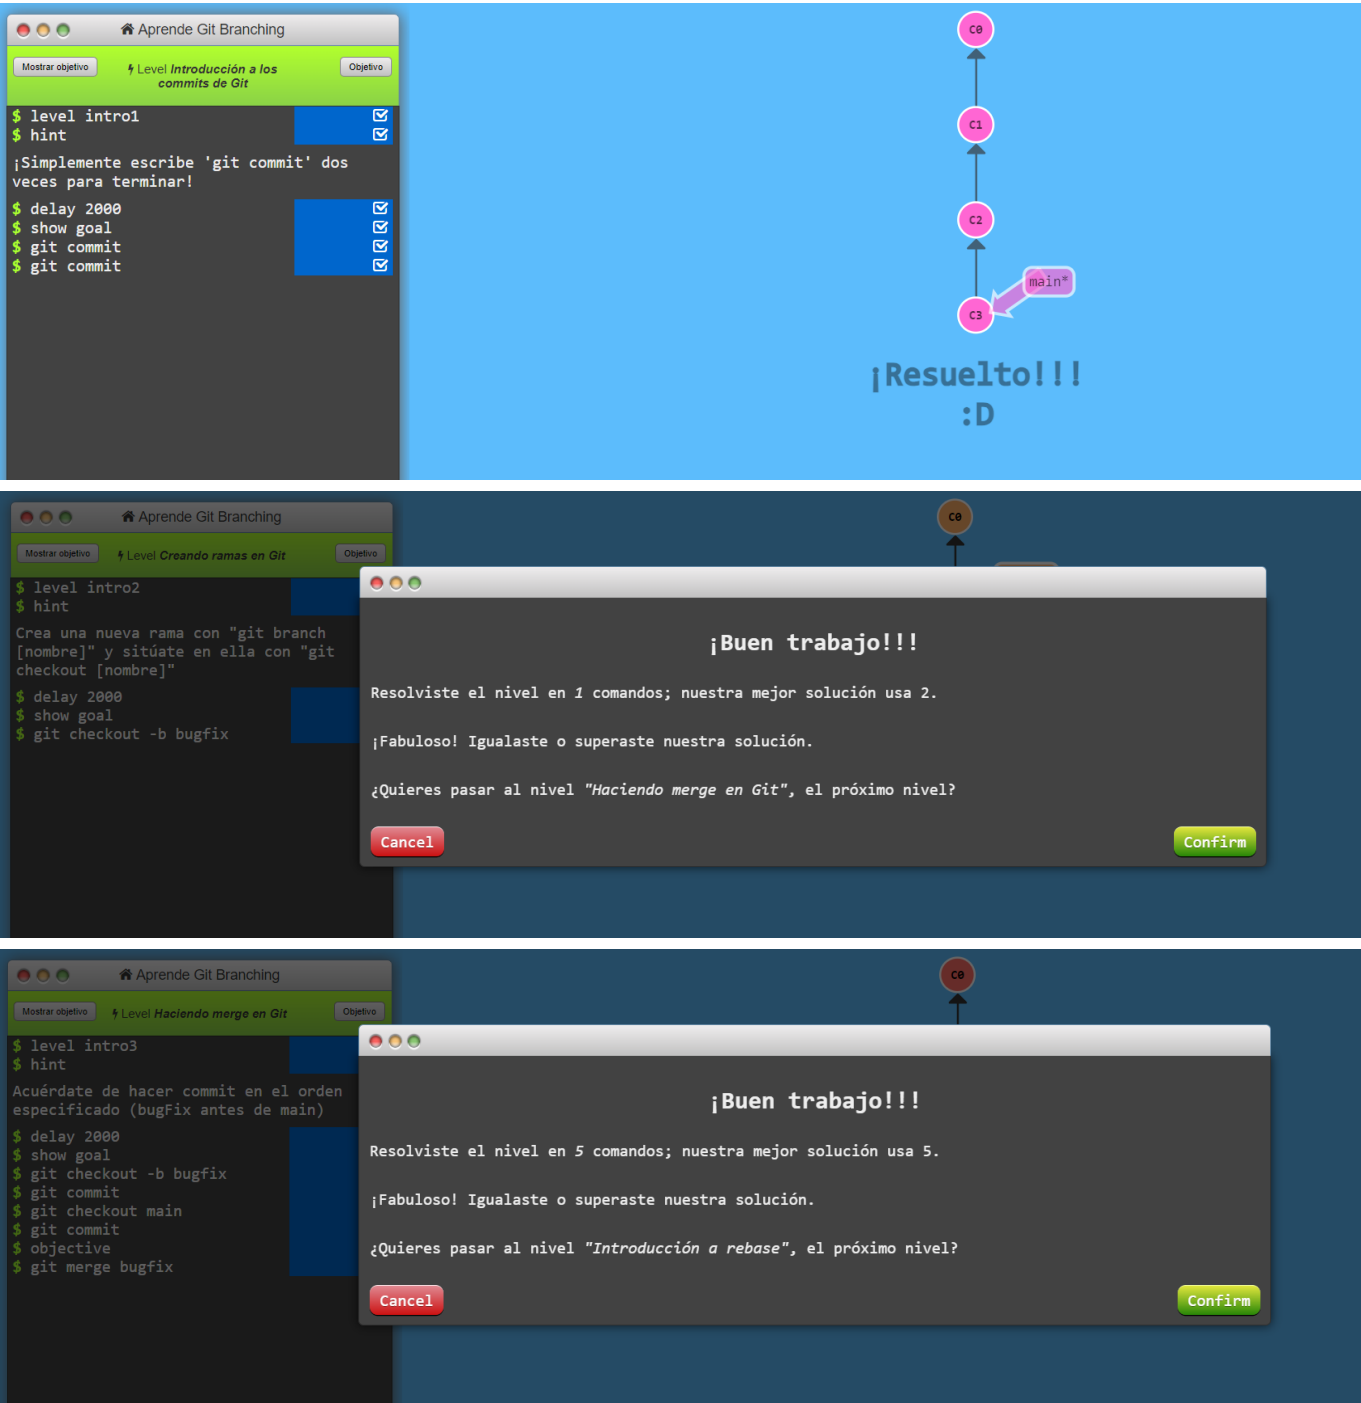 Aprende Git Branching
Mostrar objetivo
Level Introducción a los
commits de Git
Objetivo
$ level intro1
$ hint
¡Simplemente escribe 'git commit' dos
veces para terminar!
$ delay 2000
$ show goal
$ git commit
$ git commit
C0
C1
C2
main*
C3
¡Resuelto!!!
:D
Aprende Git Branching
Mostrar objetivo
Level Creando ramas en Git
Objetivo
$ level intro2
$ hint
Crea una nueva rama con "git branch
[nombre]" y sitúate en ella con "git
checkout [nombre]"
$ delay 2000
$ show goal
$ git checkout -b bugfix
C0
¡Buen trabajo!!!
Resolviste el nivel en 1 comandos; nuestra mejor solución usa 2.
¡Fabuloso! Igualaste o superaste nuestra solución.
¿Quieres pasar al nivel "Haciendo merge en Git", el próximo nivel?
Cancel
Confirm
Aprende Git Branching
Mostrar objetivo
Level Haciendo merge en Git
Objetivo
$ level intro3
$ hint
Acuérdate de hacer commit en el orden
especificado (bugFix antes de main)
$ delay 2000
$ show goal
$ git checkout -b bugfix
$ git commit
$ git checkout main
$ git commit
$ objective
$ git merge bugfix
C0
¡Buen trabajo!!!
Resolviste el nivel en 5 comandos; nuestra mejor solución usa 5.
¡Fabuloso! Igualaste o superaste nuestra solución.
¿Quieres pasar al nivel "Introducción a rebase", el próximo nivel?
Cancel
Confirm